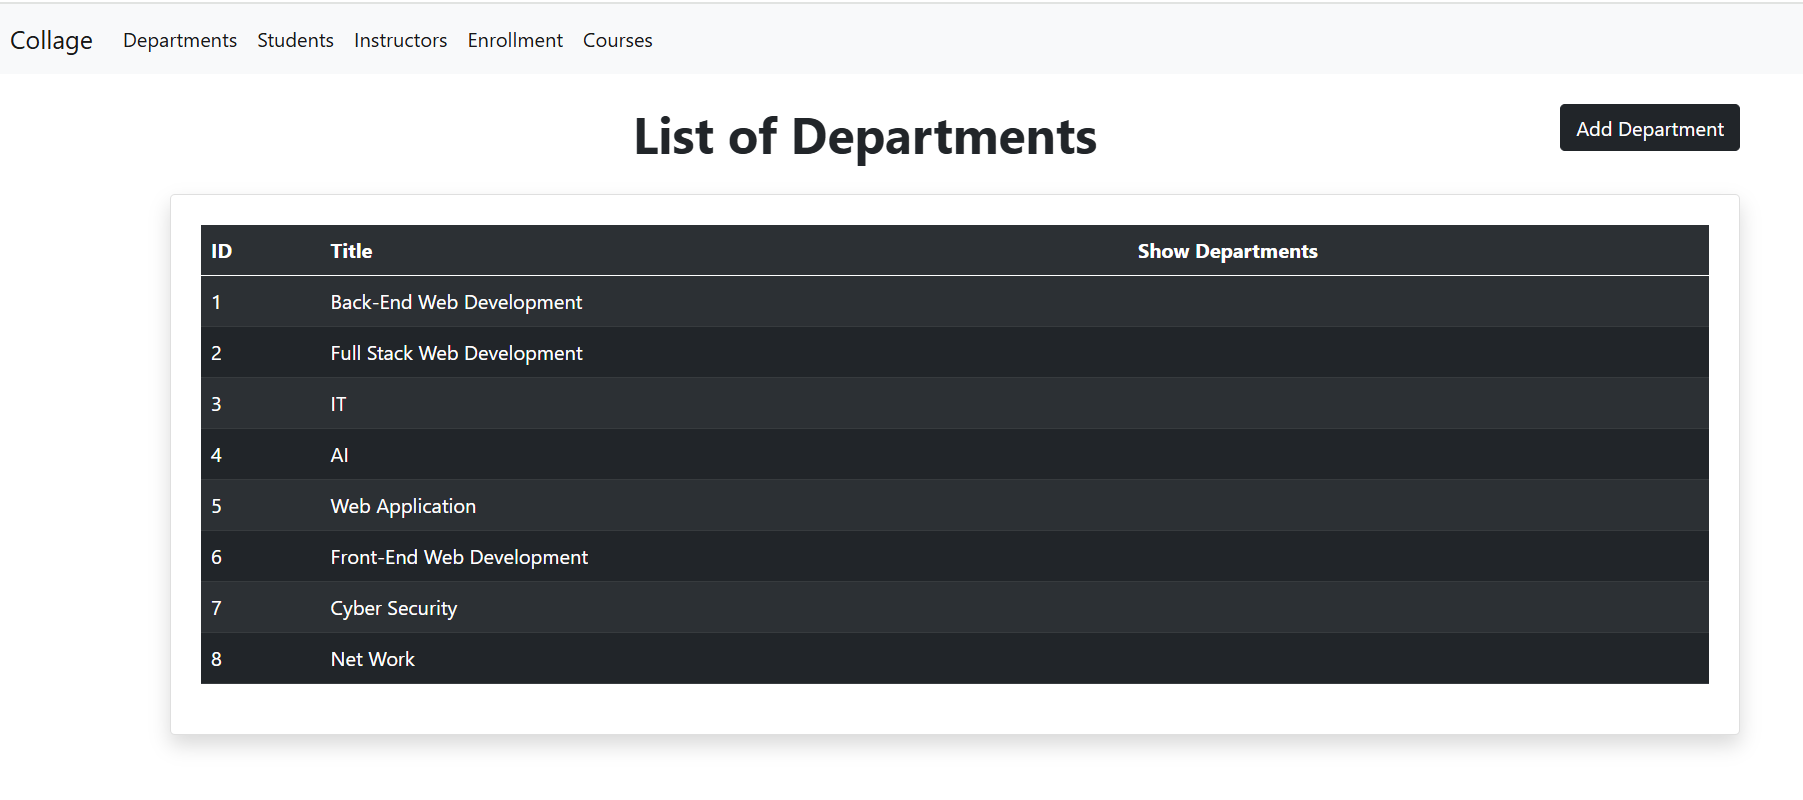 Collage Departments Students Instructors Enrollment Courses
List of Departments
Add Department
ID Title Show Departments
1 Back-End Web Development
2 Full Stack Web Development
3 IT
4 AI
5 Web Application
6 Front-End Web Development
7 Cyber Security
8 Net Work